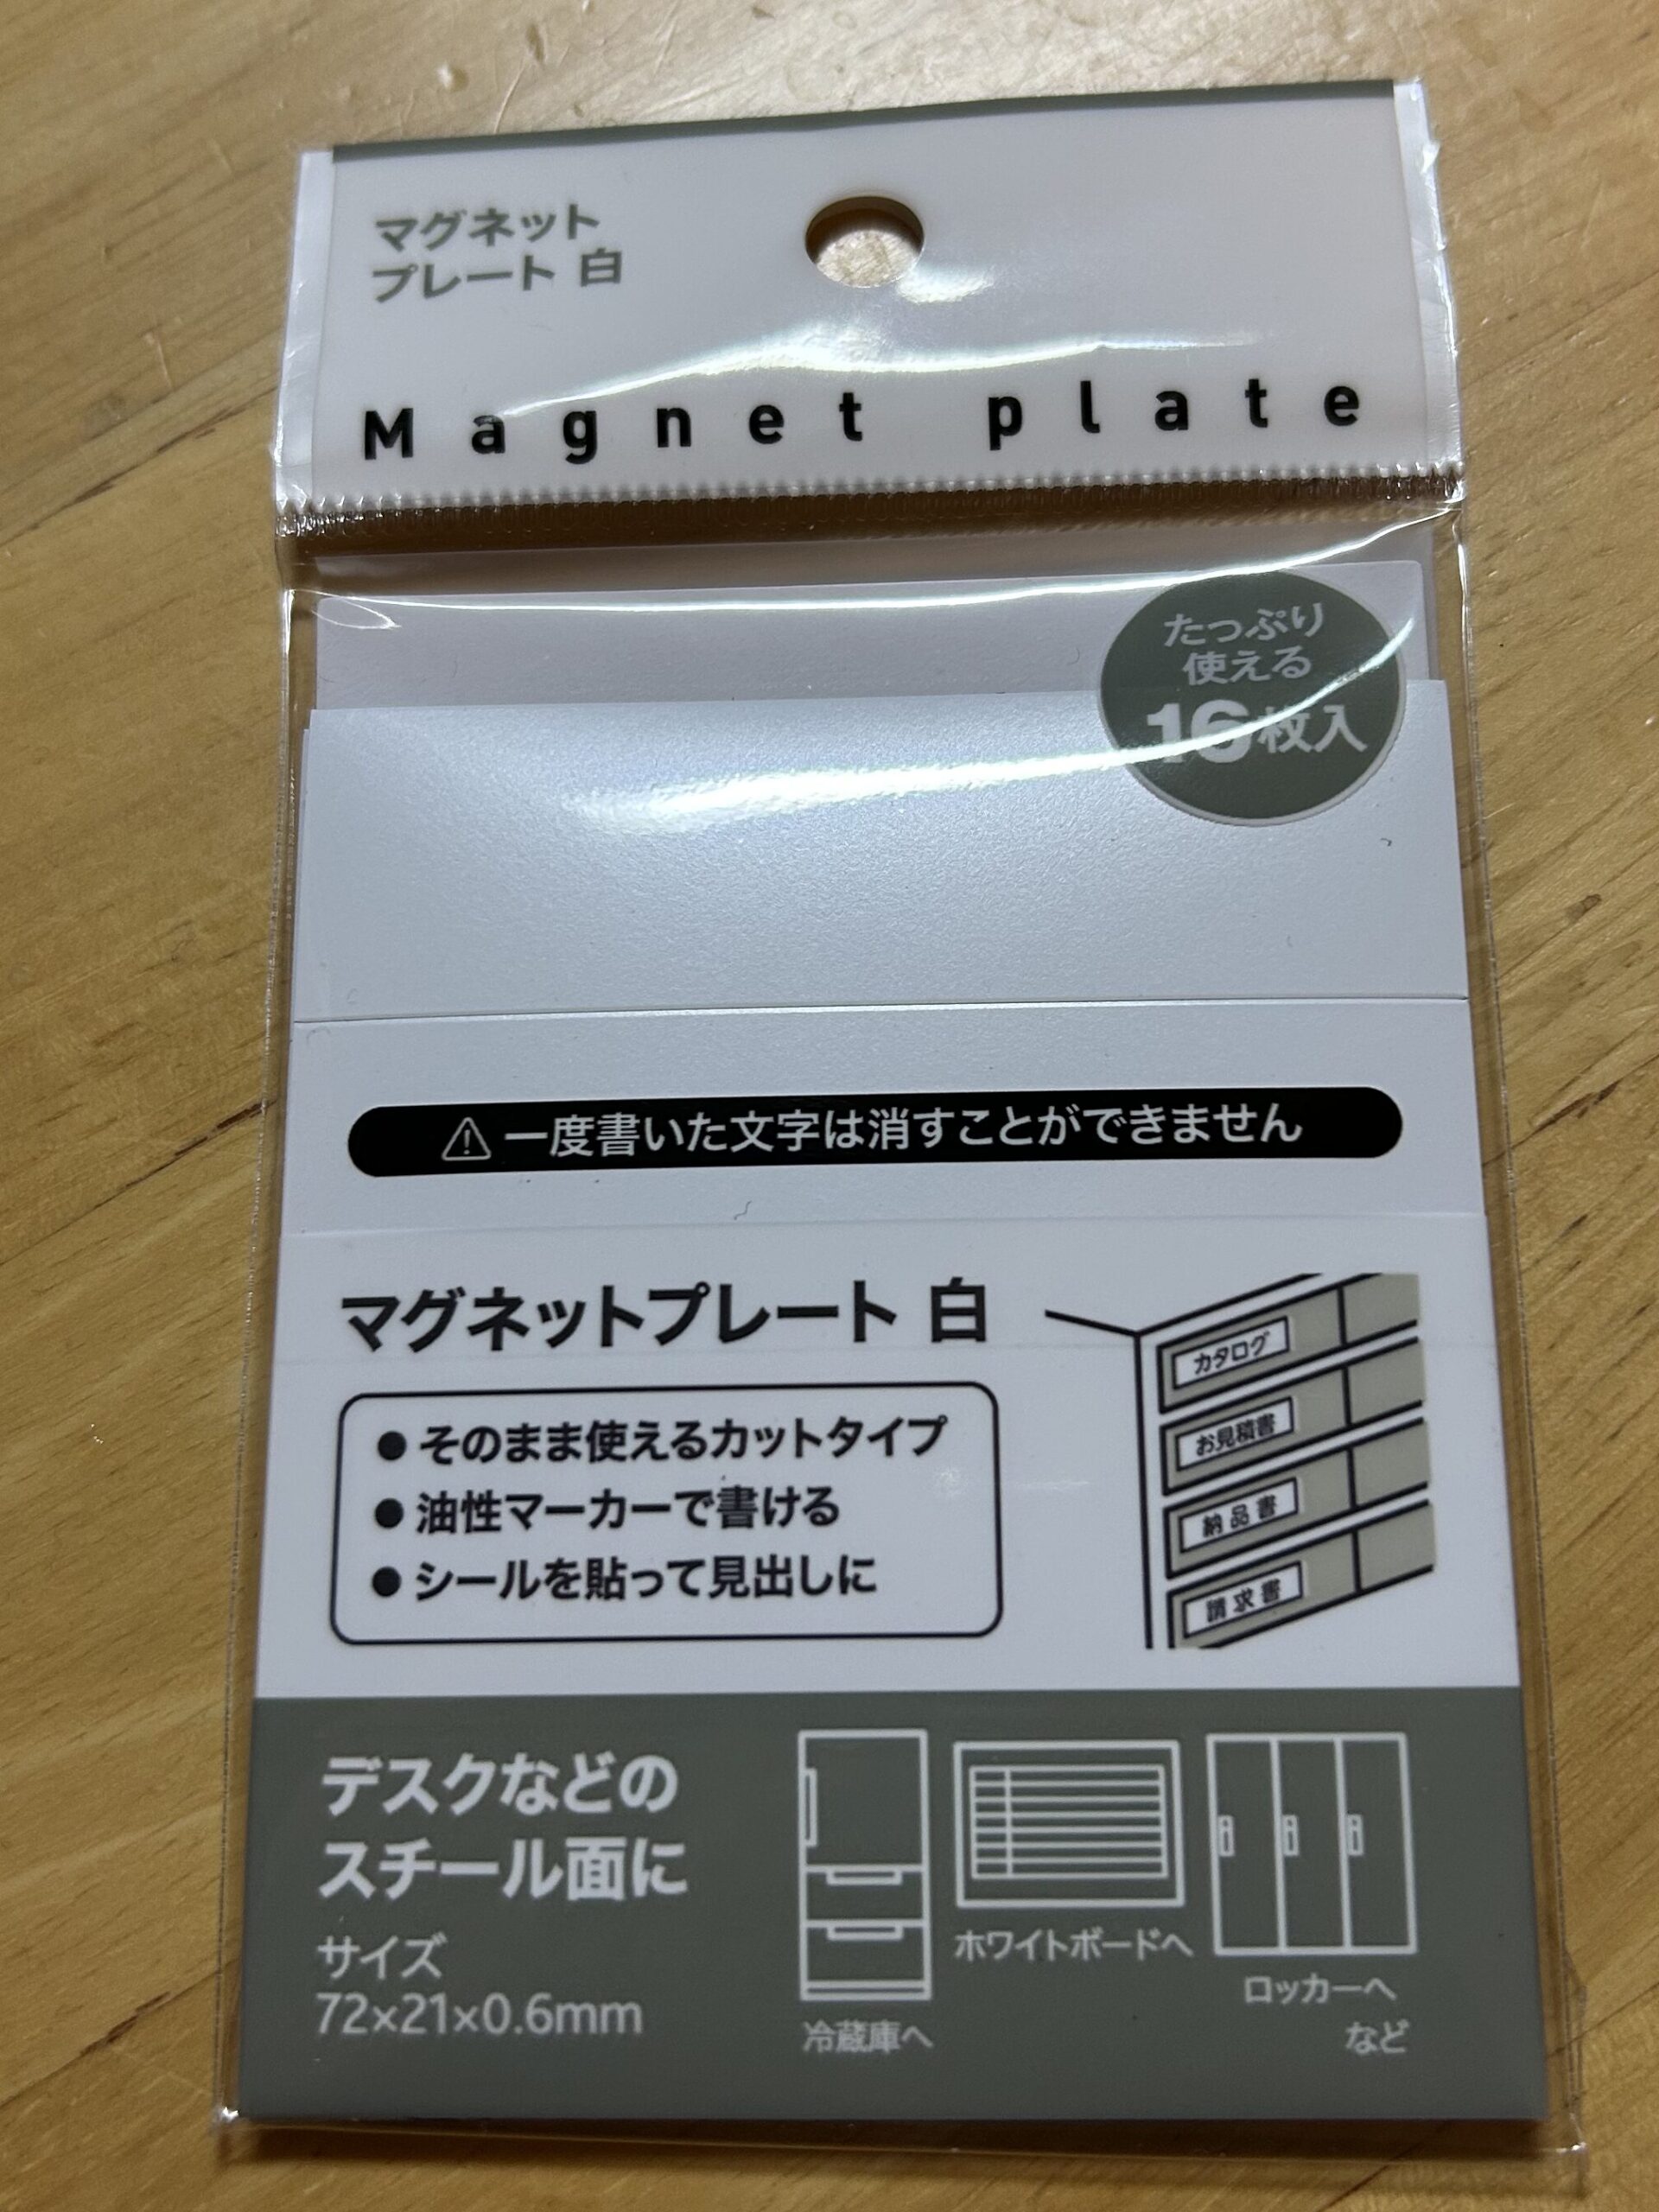 マグネット
プレート 白
Magnet plate
たっぷり
使える
16枚入
一度書いた文字は消すことができません
マグネットプレート 白
● そのまま使えるカットタイプ
● 油性マーカーで書ける
● シールを貼って見出しに
カタログ
お見積書
納品書
請求書
デスクなどの
スチール面に
サイズ
72×21×0.6mm
冷蔵庫へ
ホワイトボードへ
ロッカーへ
など